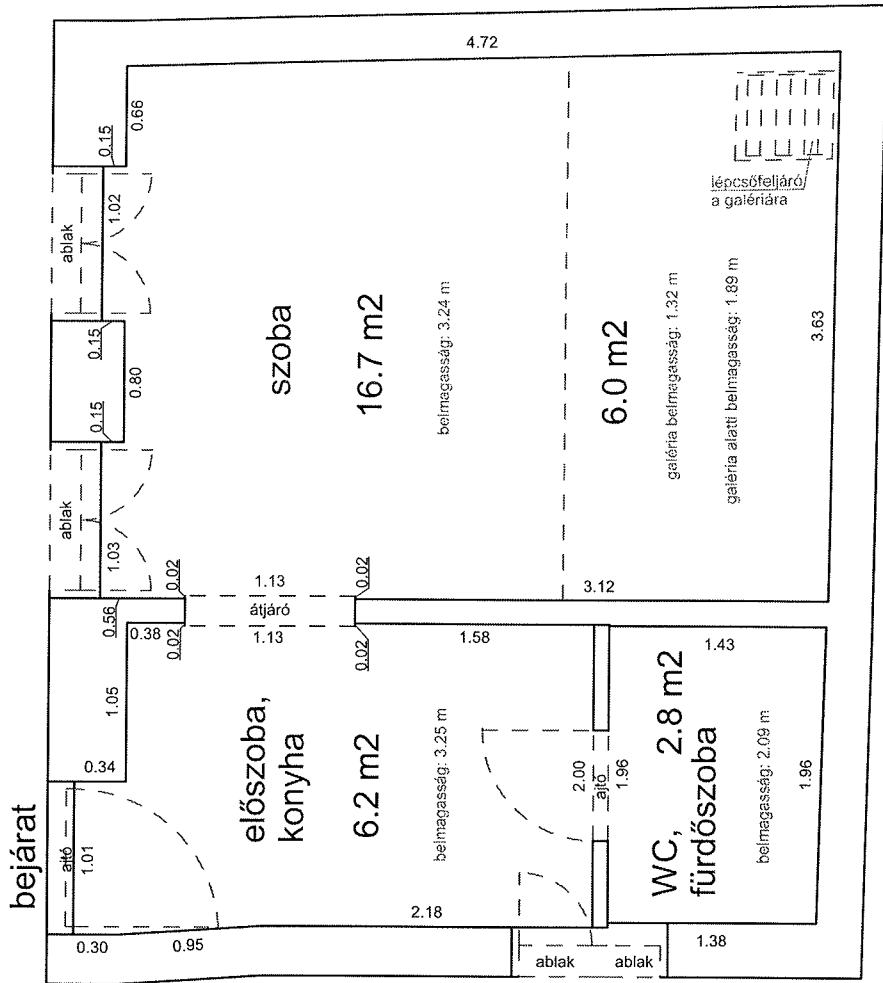 bejárat
ajtó
1.01
0.30
0.95
0.34
1.05
0.38
0.56
előszoba,
konyha
6.2 m2
belmagasság: 3.25 m
2.18
0.02
1.13
átjáró
1.13
0.02
0.02
0.02
1.58
2.00
ajtó
1.96
WC, 2.8 m2
fürdőszoba
belmagasság: 2.09 m
1.43
1.96
1.38
ablak
ablak
ablak
1.03
0.15
0.80
0.15
ablak
1.02
0.15
0.66
4.72
szoba
16.7 m2
belmagasság: 3.24 m
3.12
6.0 m2
galéria belmagasság: 1.32 m
galéria alatti belmagasság: 1.89 m
3.63
lépcsőfeljáró
a galériára